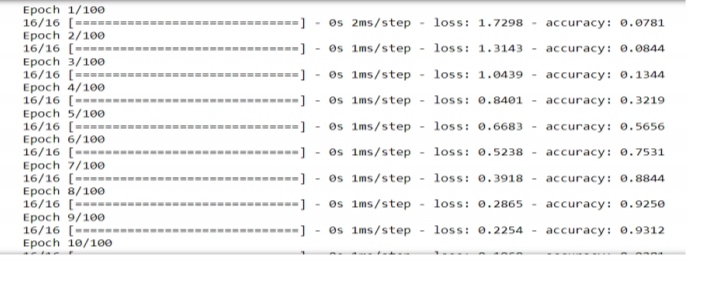 Epoch 1/100
16/16 [==============================] - 0s 2ms/step - loss: 1.7298 - accuracy: 0.0781
Epoch 2/100
16/16 [==============================] - 0s 1ms/step - loss: 1.3143 - accuracy: 0.0844
Epoch 3/100
16/16 [==============================] - 0s 1ms/step - loss: 1.0439 - accuracy: 0.1344
Epoch 4/100
16/16 [==============================] - 0s 1ms/step - loss: 0.8401 - accuracy: 0.3219
Epoch 5/100
16/16 [==============================] - 0s 1ms/step - loss: 0.6683 - accuracy: 0.5656
Epoch 6/100
16/16 [==============================] - 0s 1ms/step - loss: 0.5238 - accuracy: 0.7531
Epoch 7/100
16/16 [==============================] - 0s 1ms/step - loss: 0.3918 - accuracy: 0.8844
Epoch 8/100
16/16 [==============================] - 0s 1ms/step - loss: 0.2865 - accuracy: 0.9250
Epoch 9/100
16/16 [==============================] - 0s 1ms/step - loss: 0.2254 - accuracy: 0.9312
Epoch 10/100